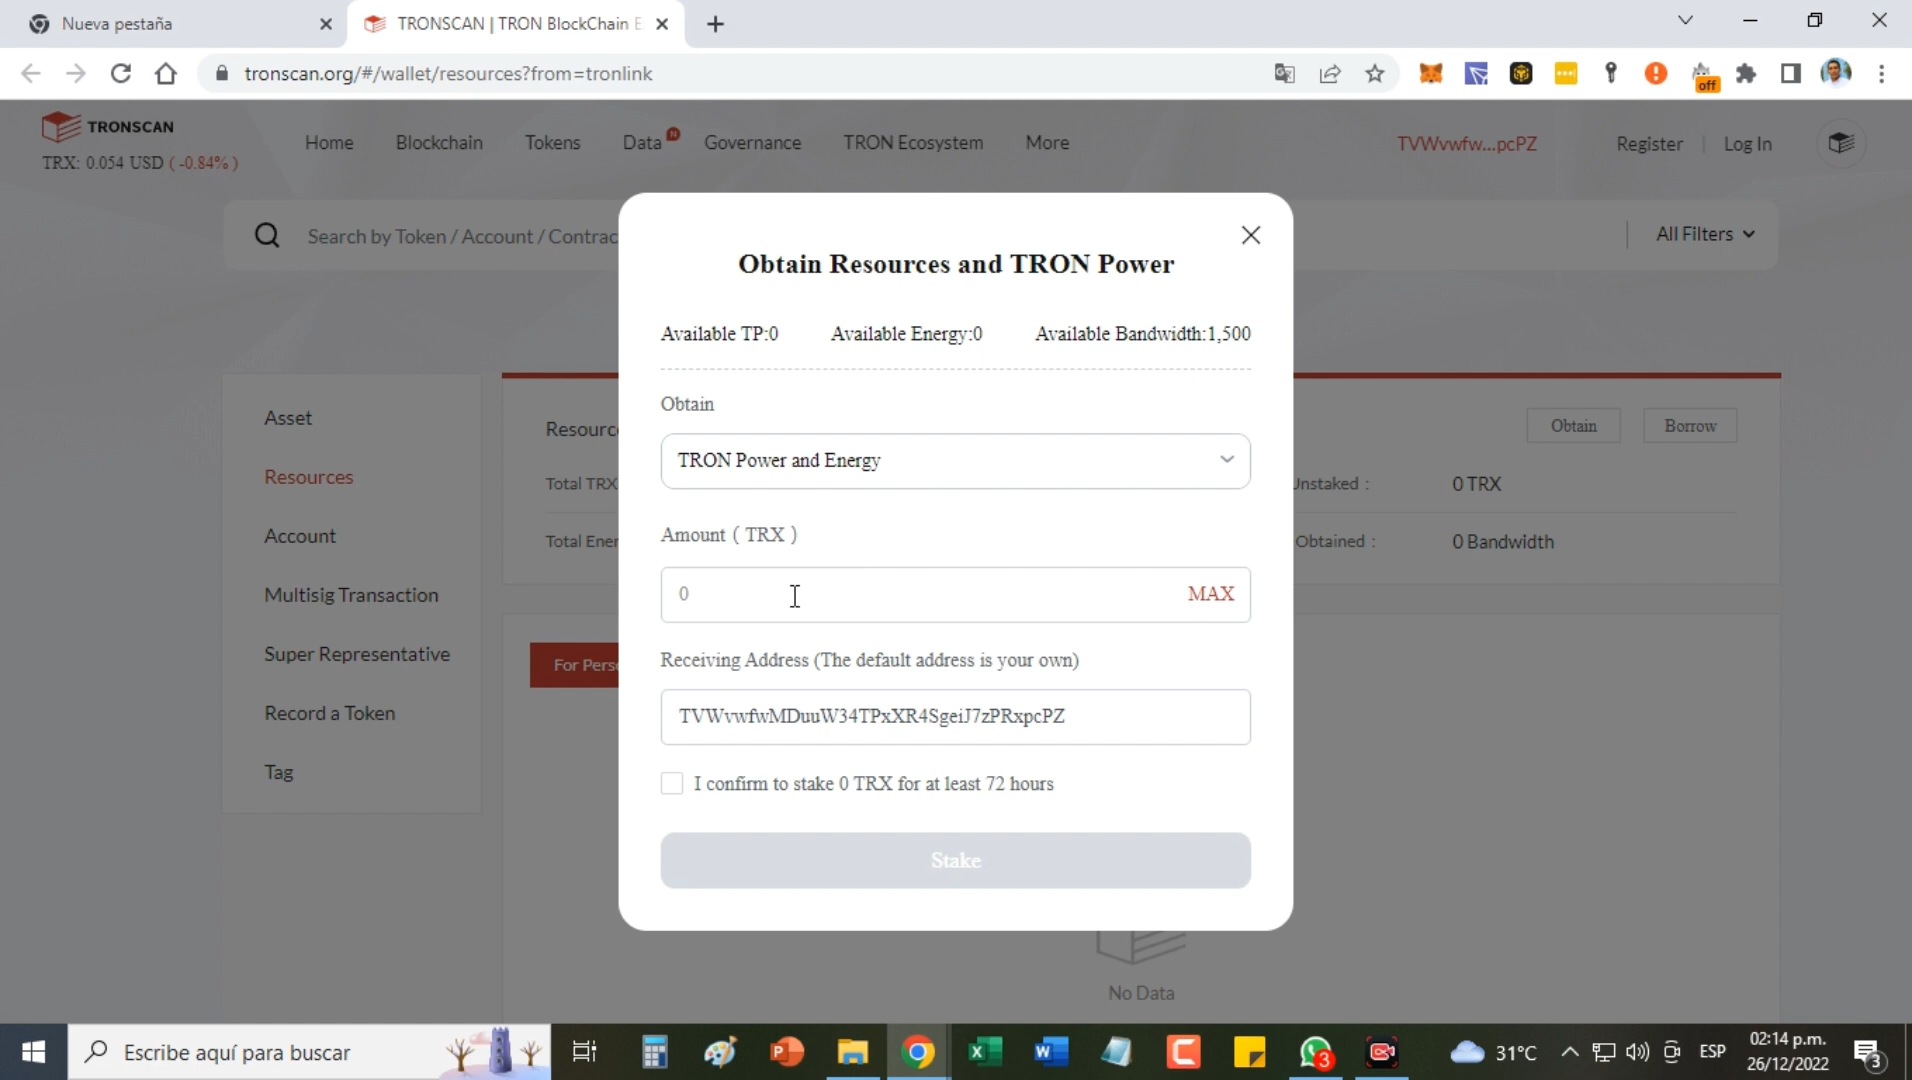 Nueva pestaña
TRONSCAN | TRON BlockChain E
tronscan.org/#/wallet/resources?from=tronlink
off
TRONSCAN
TRX: 0.054 USD ( -0.84% )
Home
Blockchain
Tokens
Data
N
Governance
TRON Ecosystem
More
TVWvwfw...pcPZ
Register
Log In
Search by Token / Account / Contrac
All Filters
Obtain Resources and TRON Power
Available TP:0
Available Energy:0
Available Bandwidth:1,500
Obtain
TRON Power and Energy
Amount ( TRX )
0
MAX
Receiving Address (The default address is your own)
TVWvwfwMDuuW34TPxXR4SgeiJ7zPRxpcPZ
I confirm to stake 0 TRX for at least 72 hours
Stake
Asset
Resources
Account
Multisig Transaction
Super Representative
Record a Token
Tag
Resourc
Obtain
Borrow
Total TRX
Unstaked :
0 TRX
Total Ener
Obtained :
0 Bandwidth
For Pers
No Data
Escribe aquí para buscar
3
31°C
ESP
02:14 p.m.
26/12/2022
3